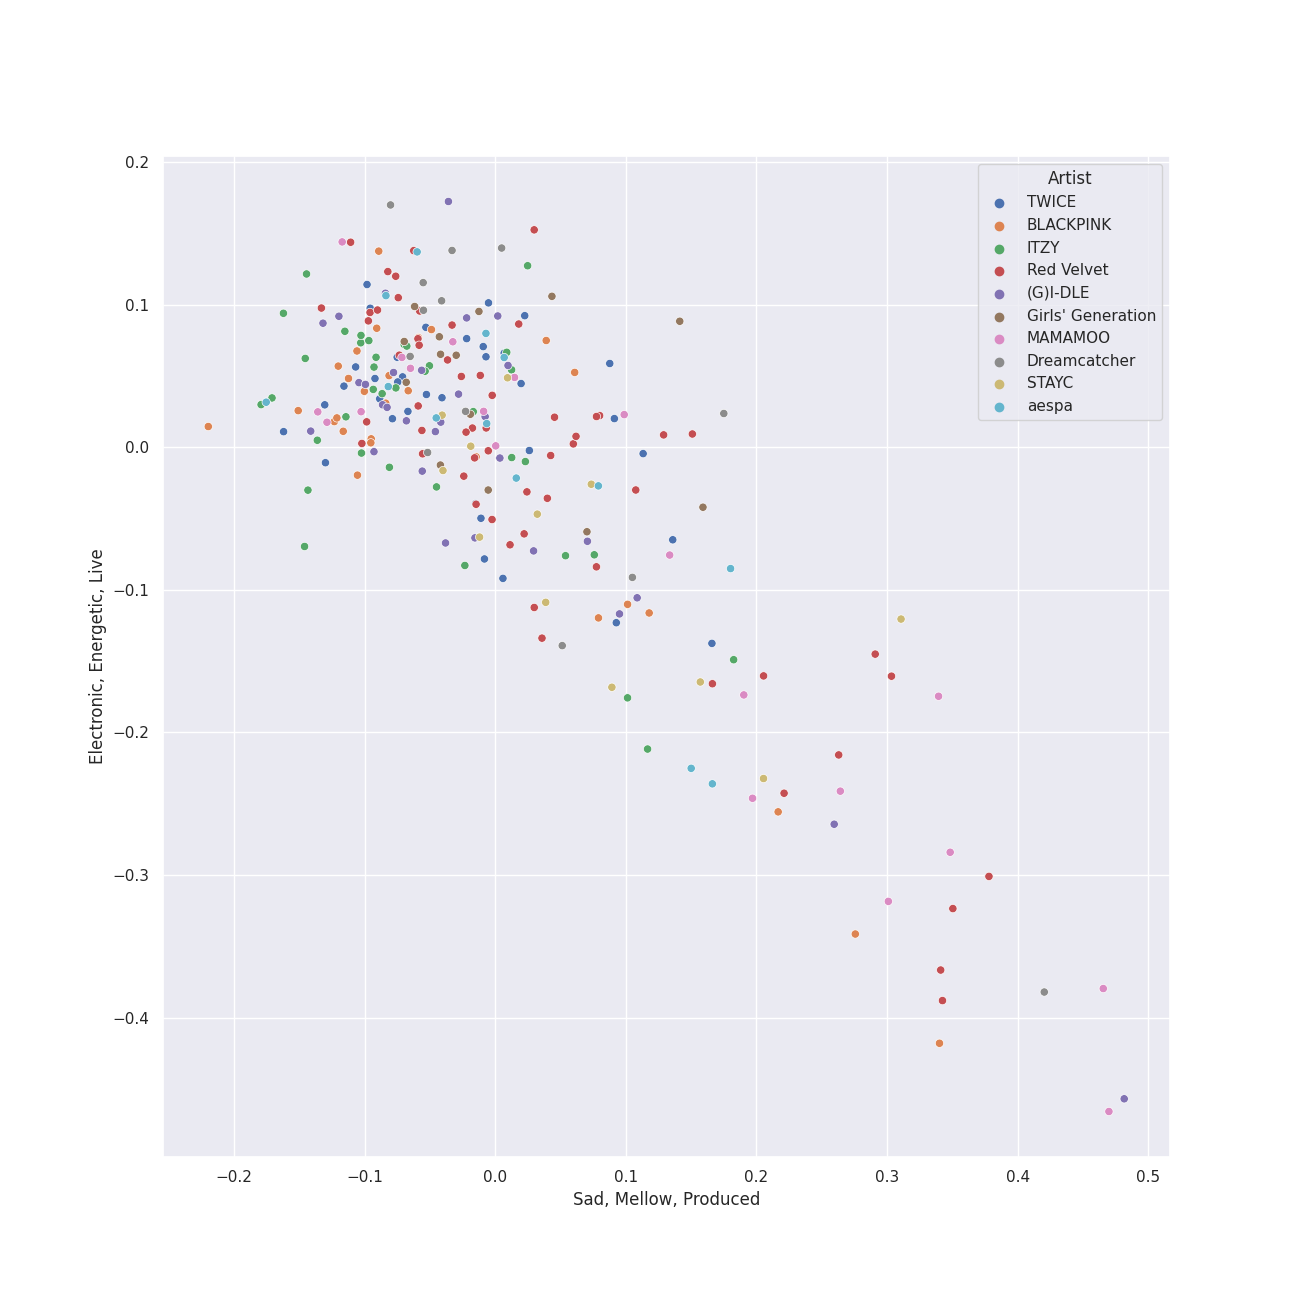 0.2
0.1
0.0
−0.1
−0.2
−0.3
−0.4
Electronic, Energetic, Live
Artist
TWICE
BLACKPINK
ITZY
Red Velvet
(G)I-DLE
Girls' Generation
MAMAMOO
Dreamcatcher
STAYC
aespa
−0.2 −0.1 0.0 0.1 0.2 0.3 0.4 0.5
Sad, Mellow, Produced